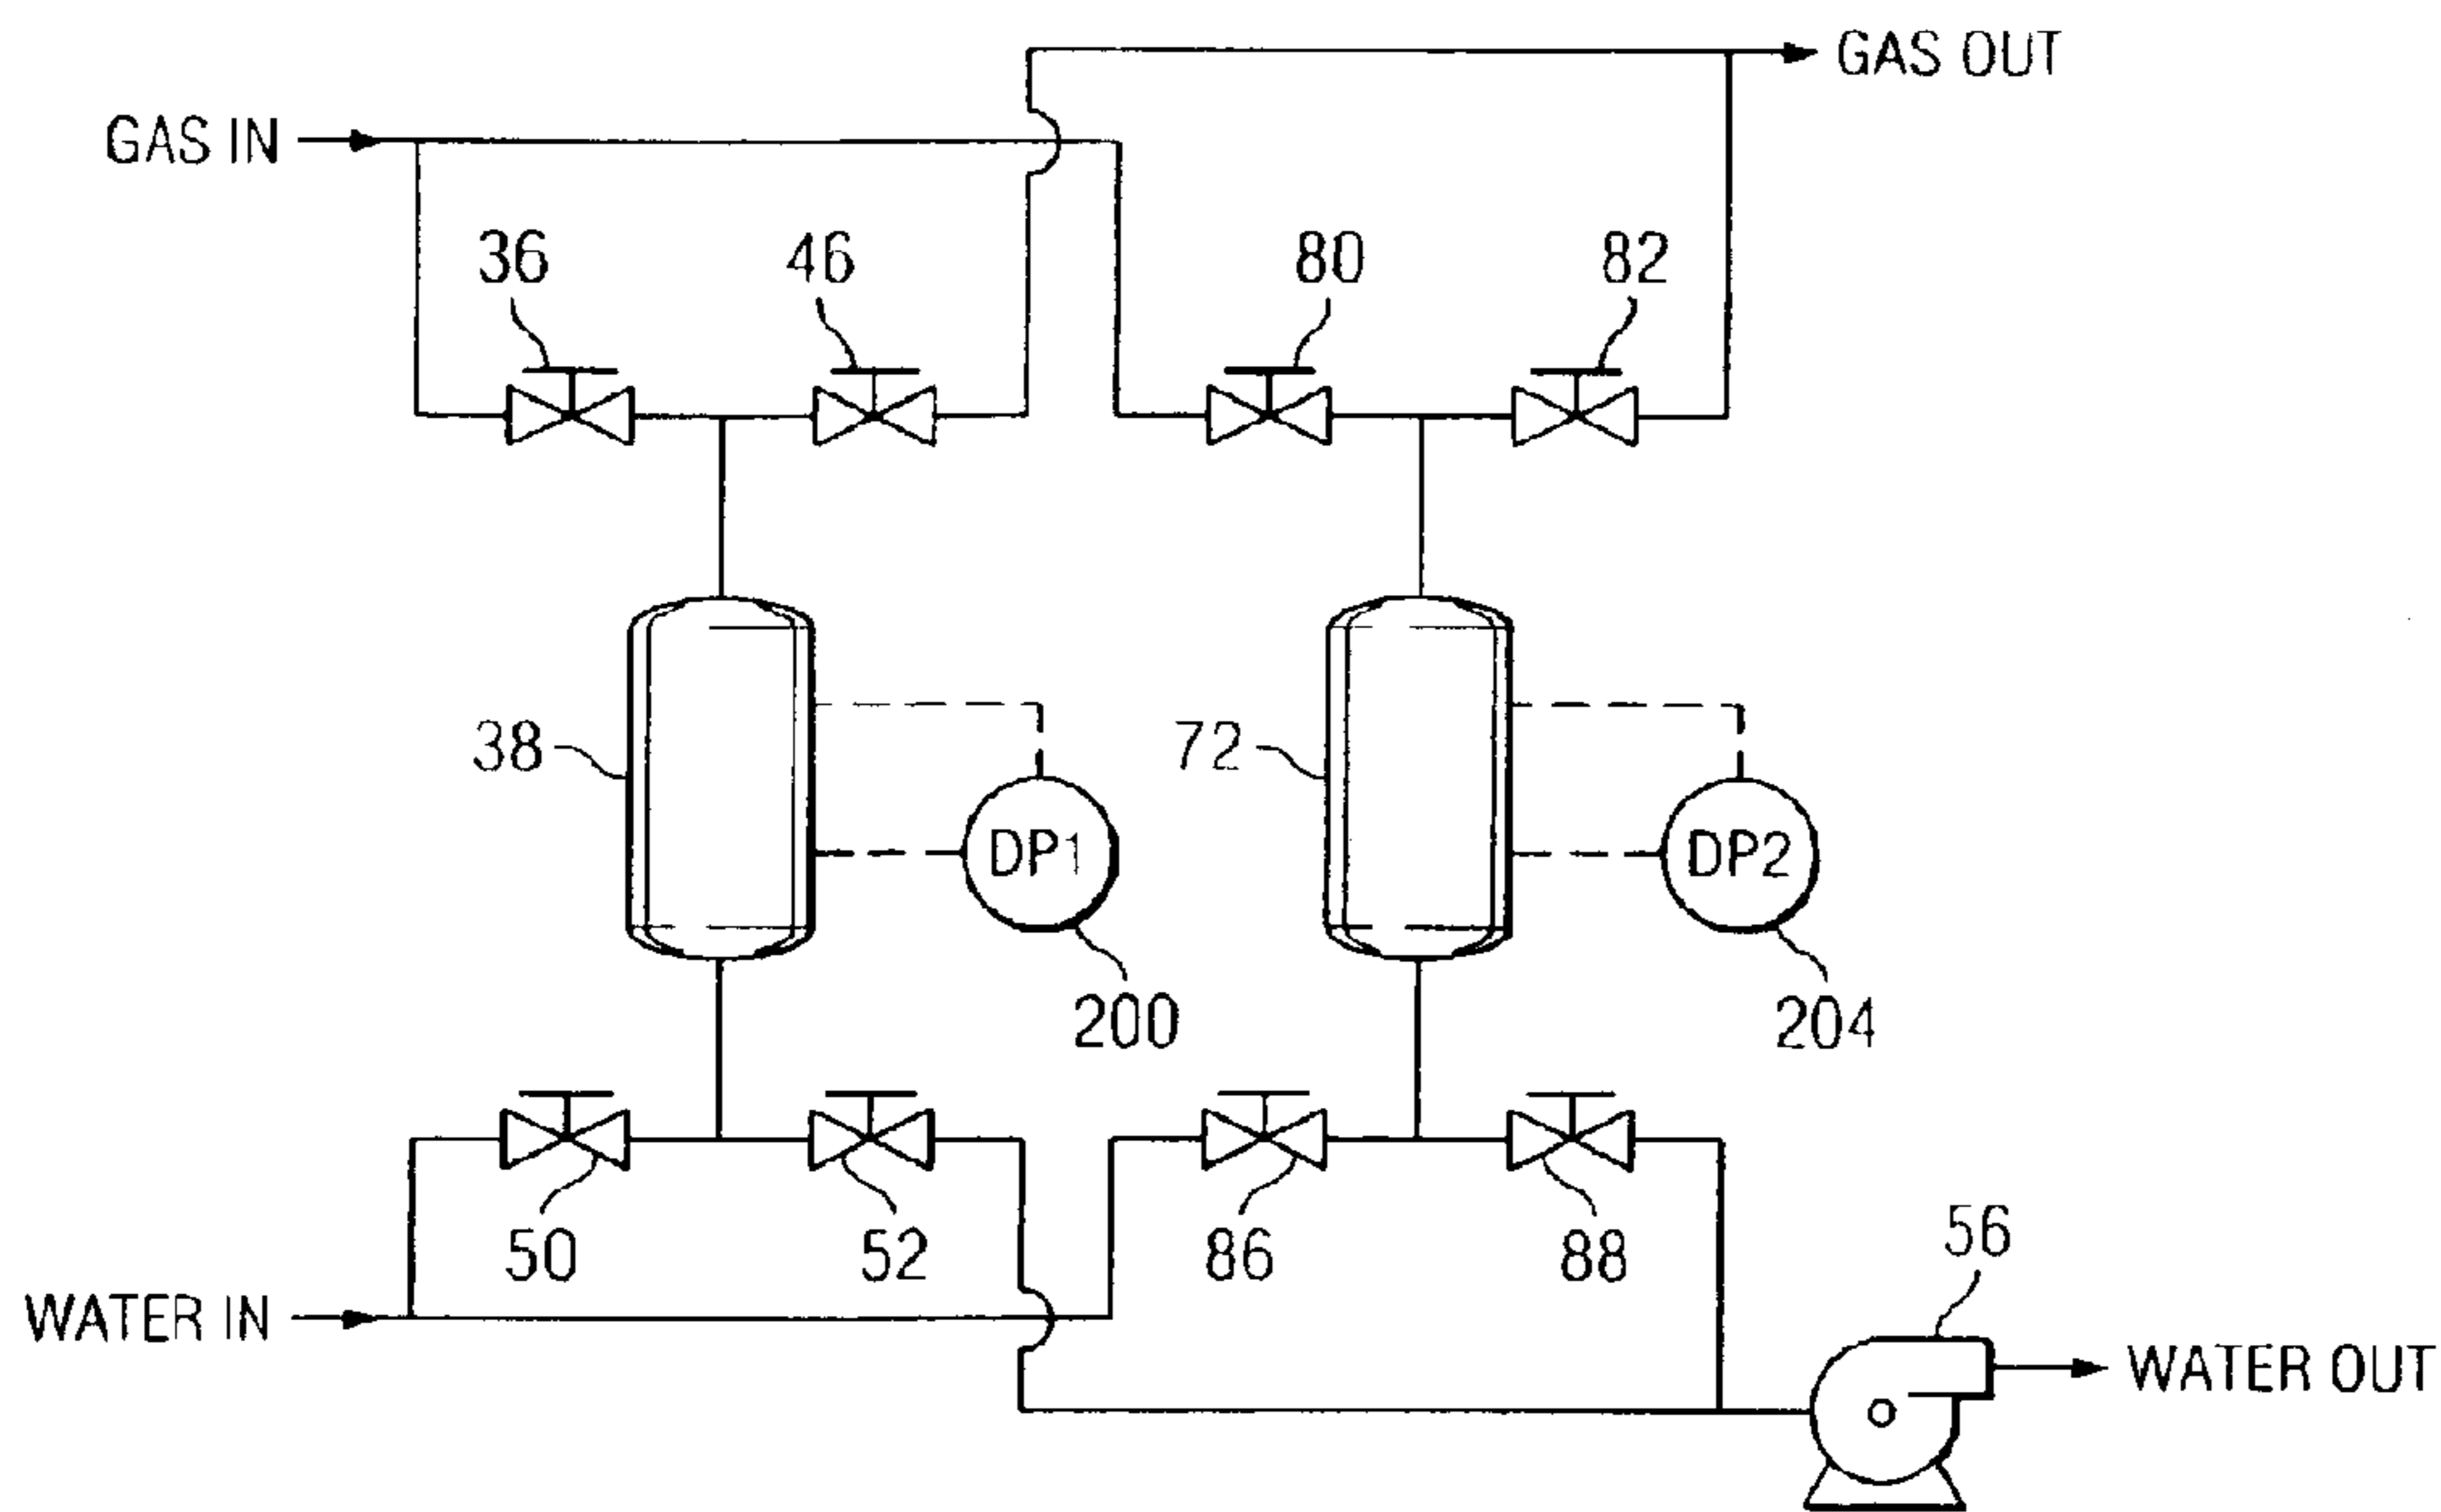 GAS OUT
GAS IN
36
46
80
82
38
72
DP1
DP2
200
204
50
52
86
88
56
WATER IN
WATER OUT